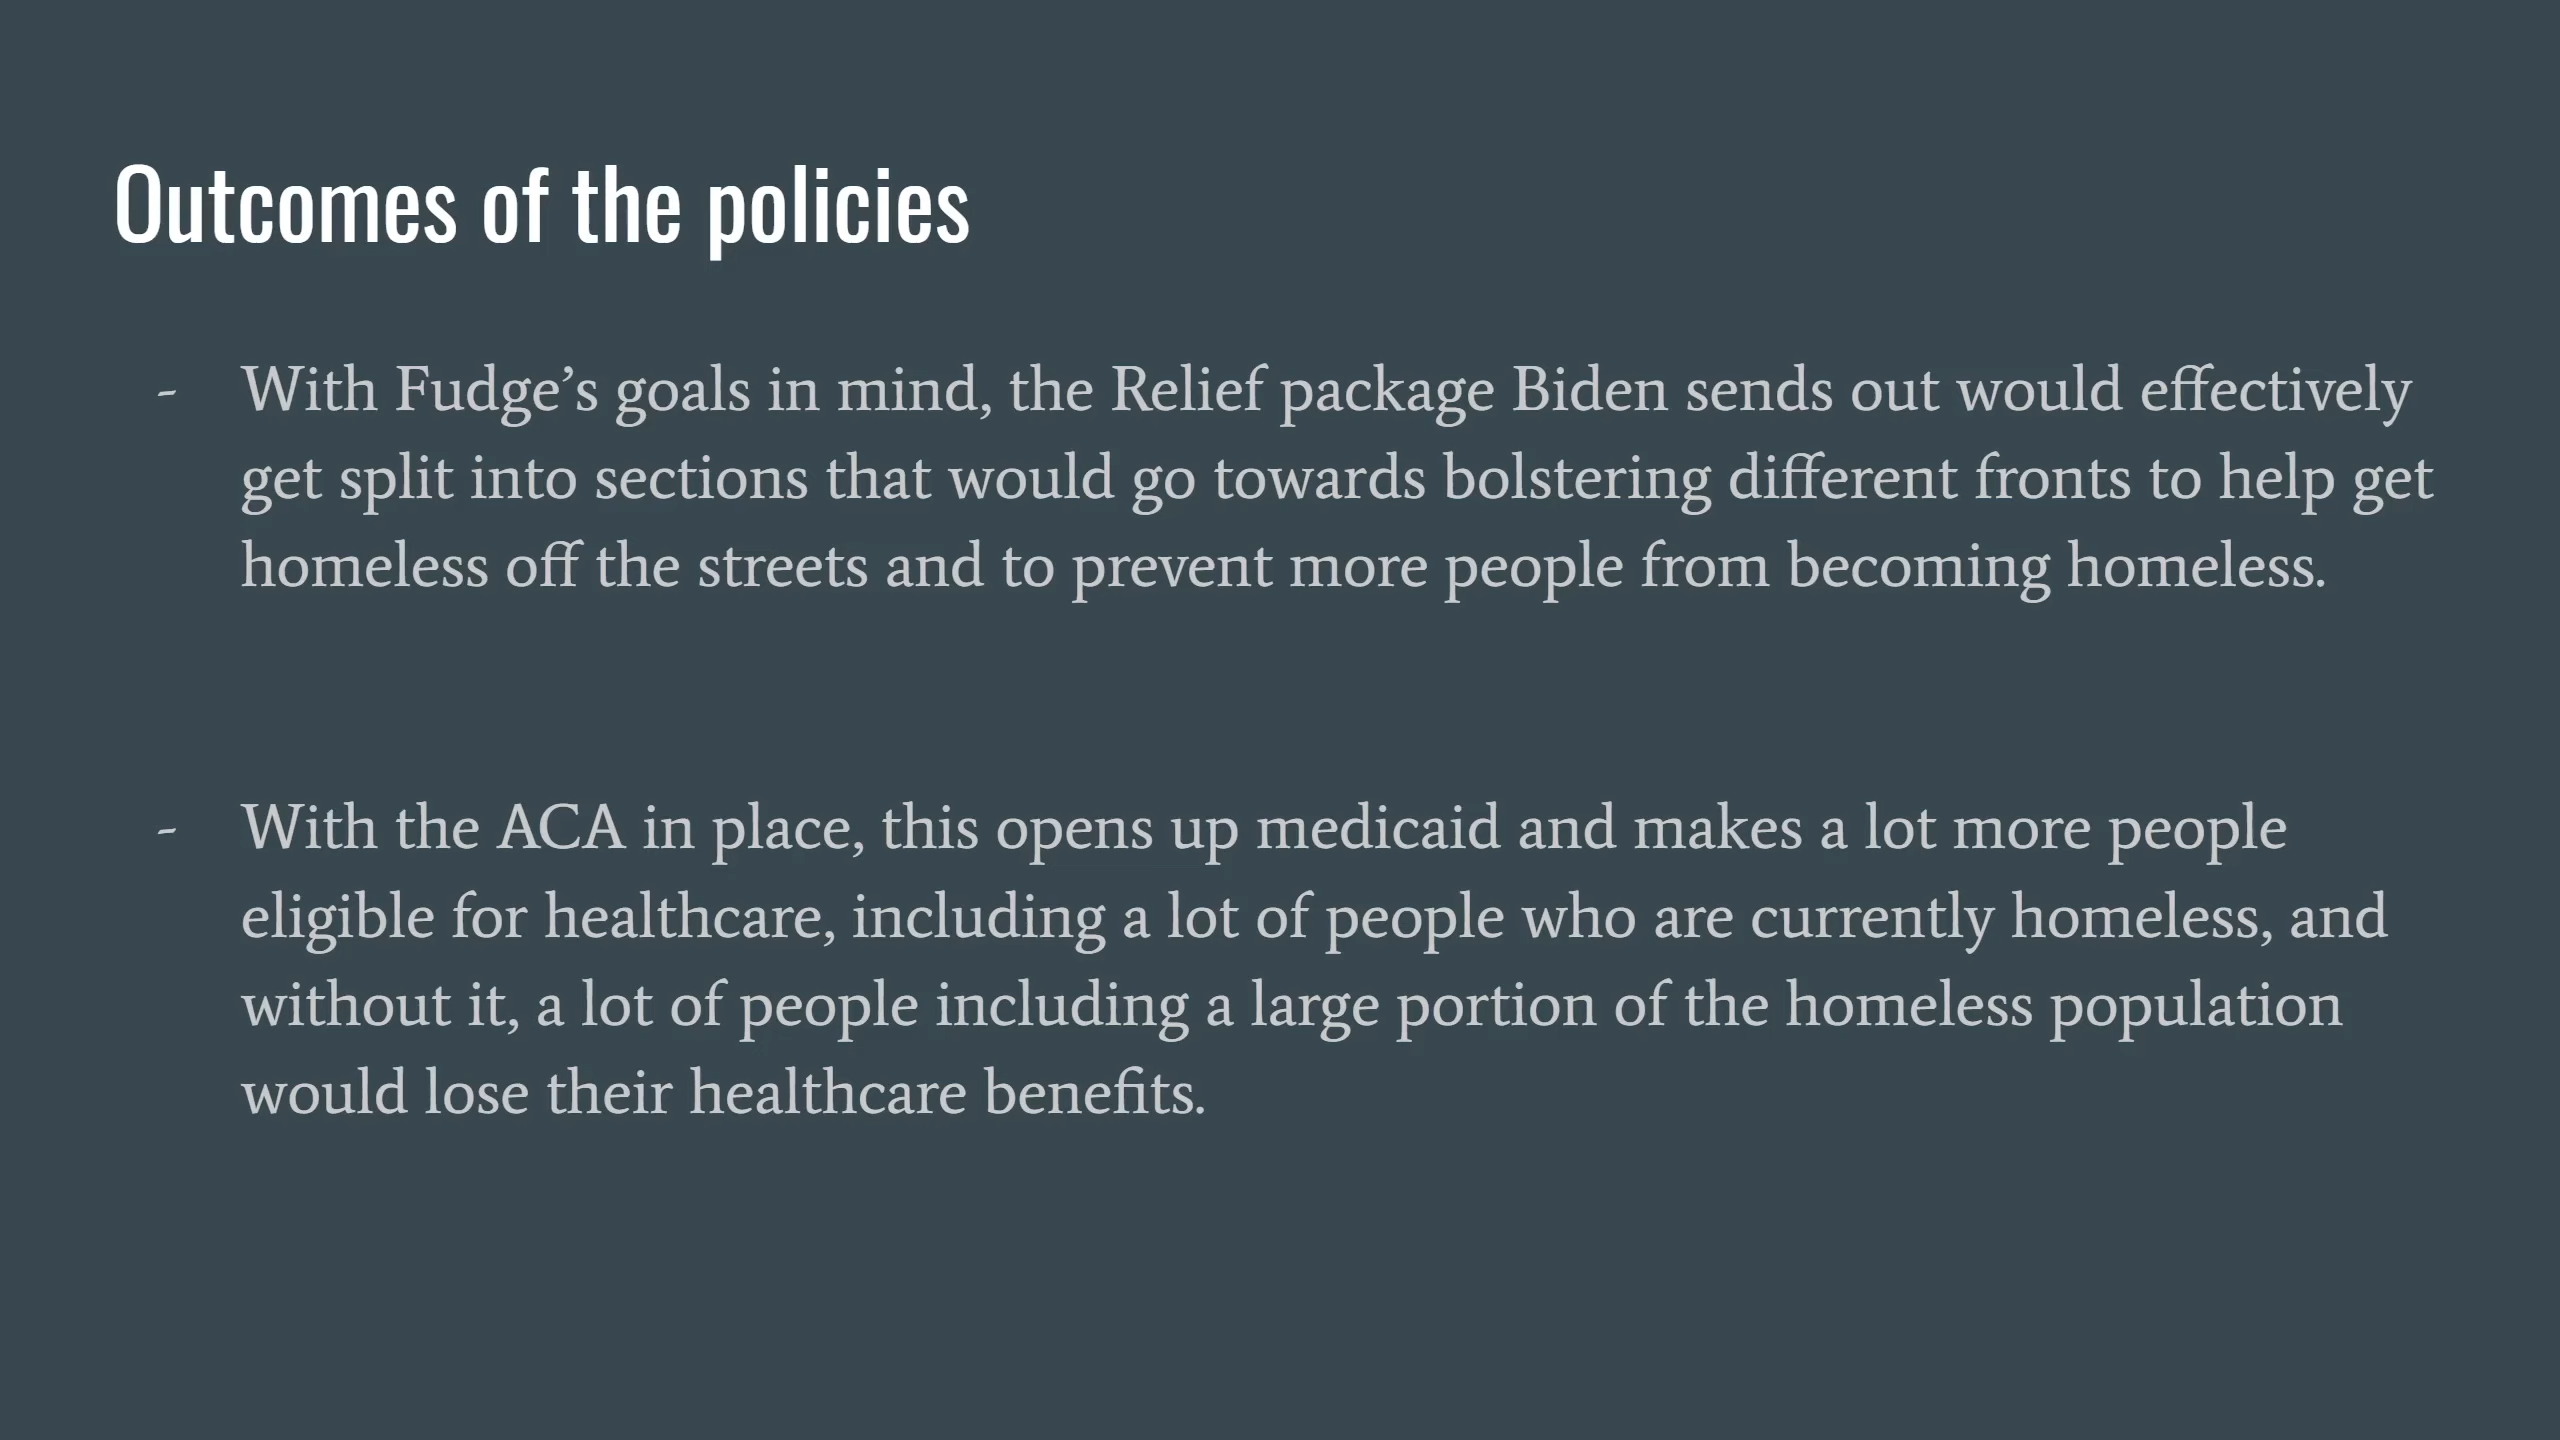 Outcomes of the policies
- With Fudge’s goals in mind, the Relief package Biden sends out would effectively
get split into sections that would go towards bolstering different fronts to help get
homeless off the streets and to prevent more people from becoming homeless.
- With the ACA in place, this opens up medicaid and makes a lot more people
eligible for healthcare, including a lot of people who are currently homeless, and
without it, a lot of people including a large portion of the homeless population
would lose their healthcare benefits.